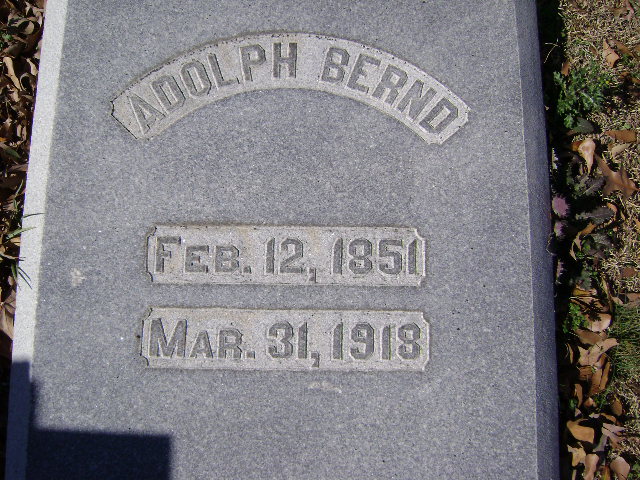 ADOLPH BERND
FEB. 12, 1851
MAR. 31, 1918